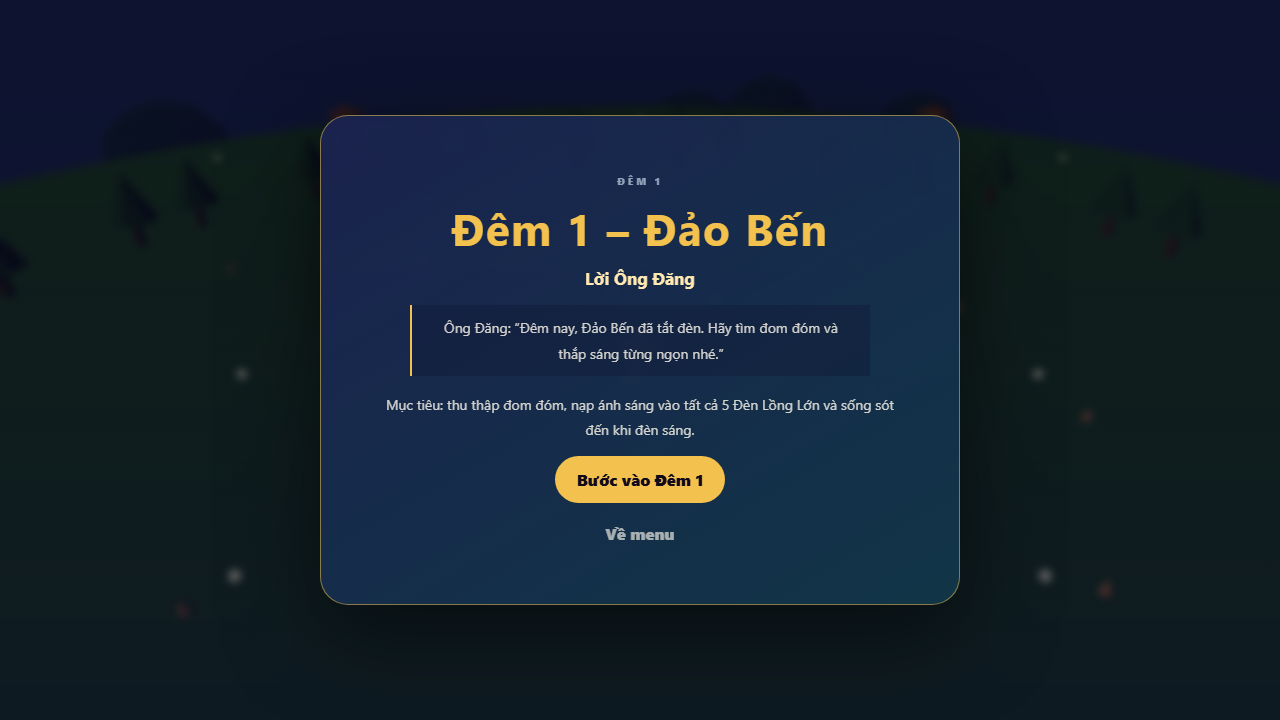 ĐÊM 1
Đêm 1 – Đảo Bến
Lời Ông Đăng
Ông Đăng: “Đêm nay, Đảo Bến đã tắt đèn. Hãy tìm đom đóm và
thắp sáng từng ngọn nhé.”
Mục tiêu: thu thập đom đóm, nạp ánh sáng vào tất cả 5 Đèn Lồng Lớn và sống sót
đến khi đèn sáng.
Bước vào Đêm 1
Về menu